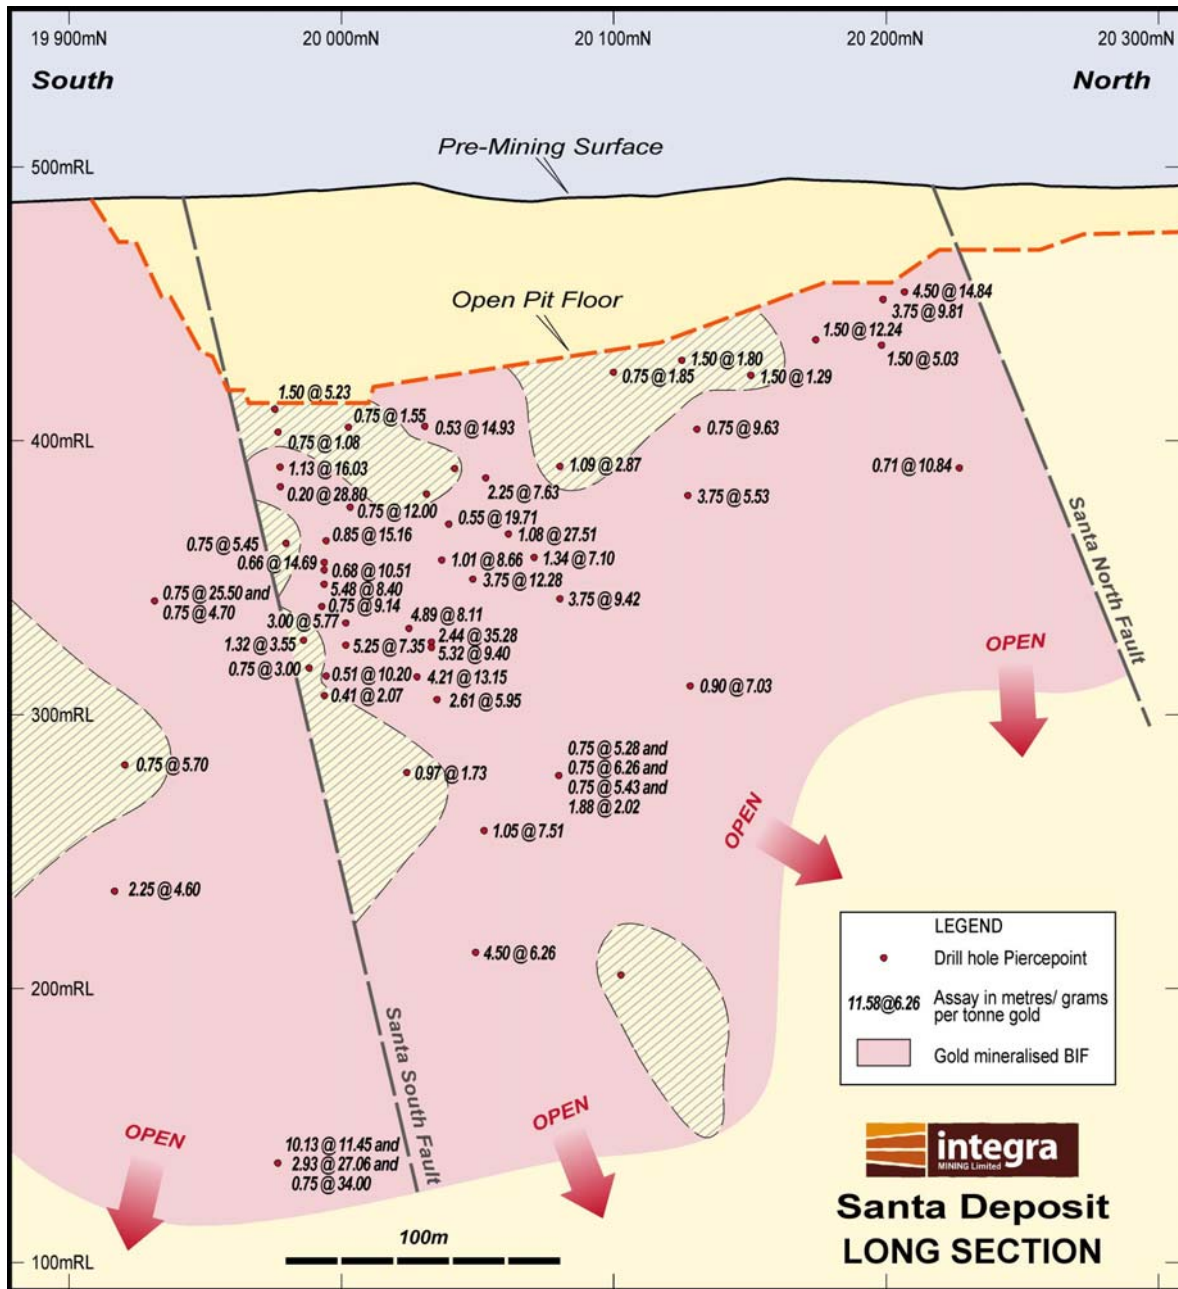 19 900mN
20 000mN
20 100mN
20 200mN
20 300mN
South
North
Pre-Mining Surface
500mRL
Open Pit Floor
4.50 @ 14.84
3.75 @ 9.81
1.50 @ 12.24
1.50 @ 5.03
1.50 @ 1.80
0.75 @ 1.85
1.50 @ 1.29
1.50 @ 5.23
0.75 @ 1.55
0.53 @ 14.93
0.75 @ 9.63
400mRL
0.75 @ 1.08
1.13 @ 16.03
1.09 @ 2.87
0.71 @ 10.84
0.20 @ 28.80
2.25 @ 7.63
3.75 @ 5.53
0.75 @ 12.00
0.55 @ 19.71
0.85 @ 15.16
1.08 @ 27.51
0.75 @ 5.45
0.66 @ 14.69
1.01 @ 8.66
1.34 @ 7.10
0.68 @ 10.51
3.75 @ 12.28
5.48 @ 8.40
0.75 @ 25.50 and
0.75 @ 4.70
0.75 @ 9.14
3.75 @ 9.42
3.00 @ 5.77
4.89 @ 8.11
1.32 @ 3.55
5.25 @ 7.35
2.44 @ 35.28
5.32 @ 9.40
0.75 @ 3.00
0.51 @ 10.20
4.21 @ 13.15
0.41 @ 2.07
2.61 @ 5.95
0.90 @ 7.03
Santa North Fault
OPEN
300mRL
0.75 @ 5.70
0.97 @ 1.73
0.75 @ 5.28 and
0.75 @ 6.26 and
0.75 @ 5.43 and
1.88 @ 2.02
1.05 @ 7.51
OPEN
2.25 @ 4.60
4.50 @ 6.26
200mRL
Santa South Fault
LEGEND
Drill hole Piercepoint
11.58@6.26
Assay in metres/ grams
per tonne gold
Gold mineralised BIF
OPEN
10.13 @ 11.45 and
2.93 @ 27.06 and
0.75 @ 34.00
OPEN
integra
MINING Limited
Santa Deposit
LONG SECTION
100m
100mRL